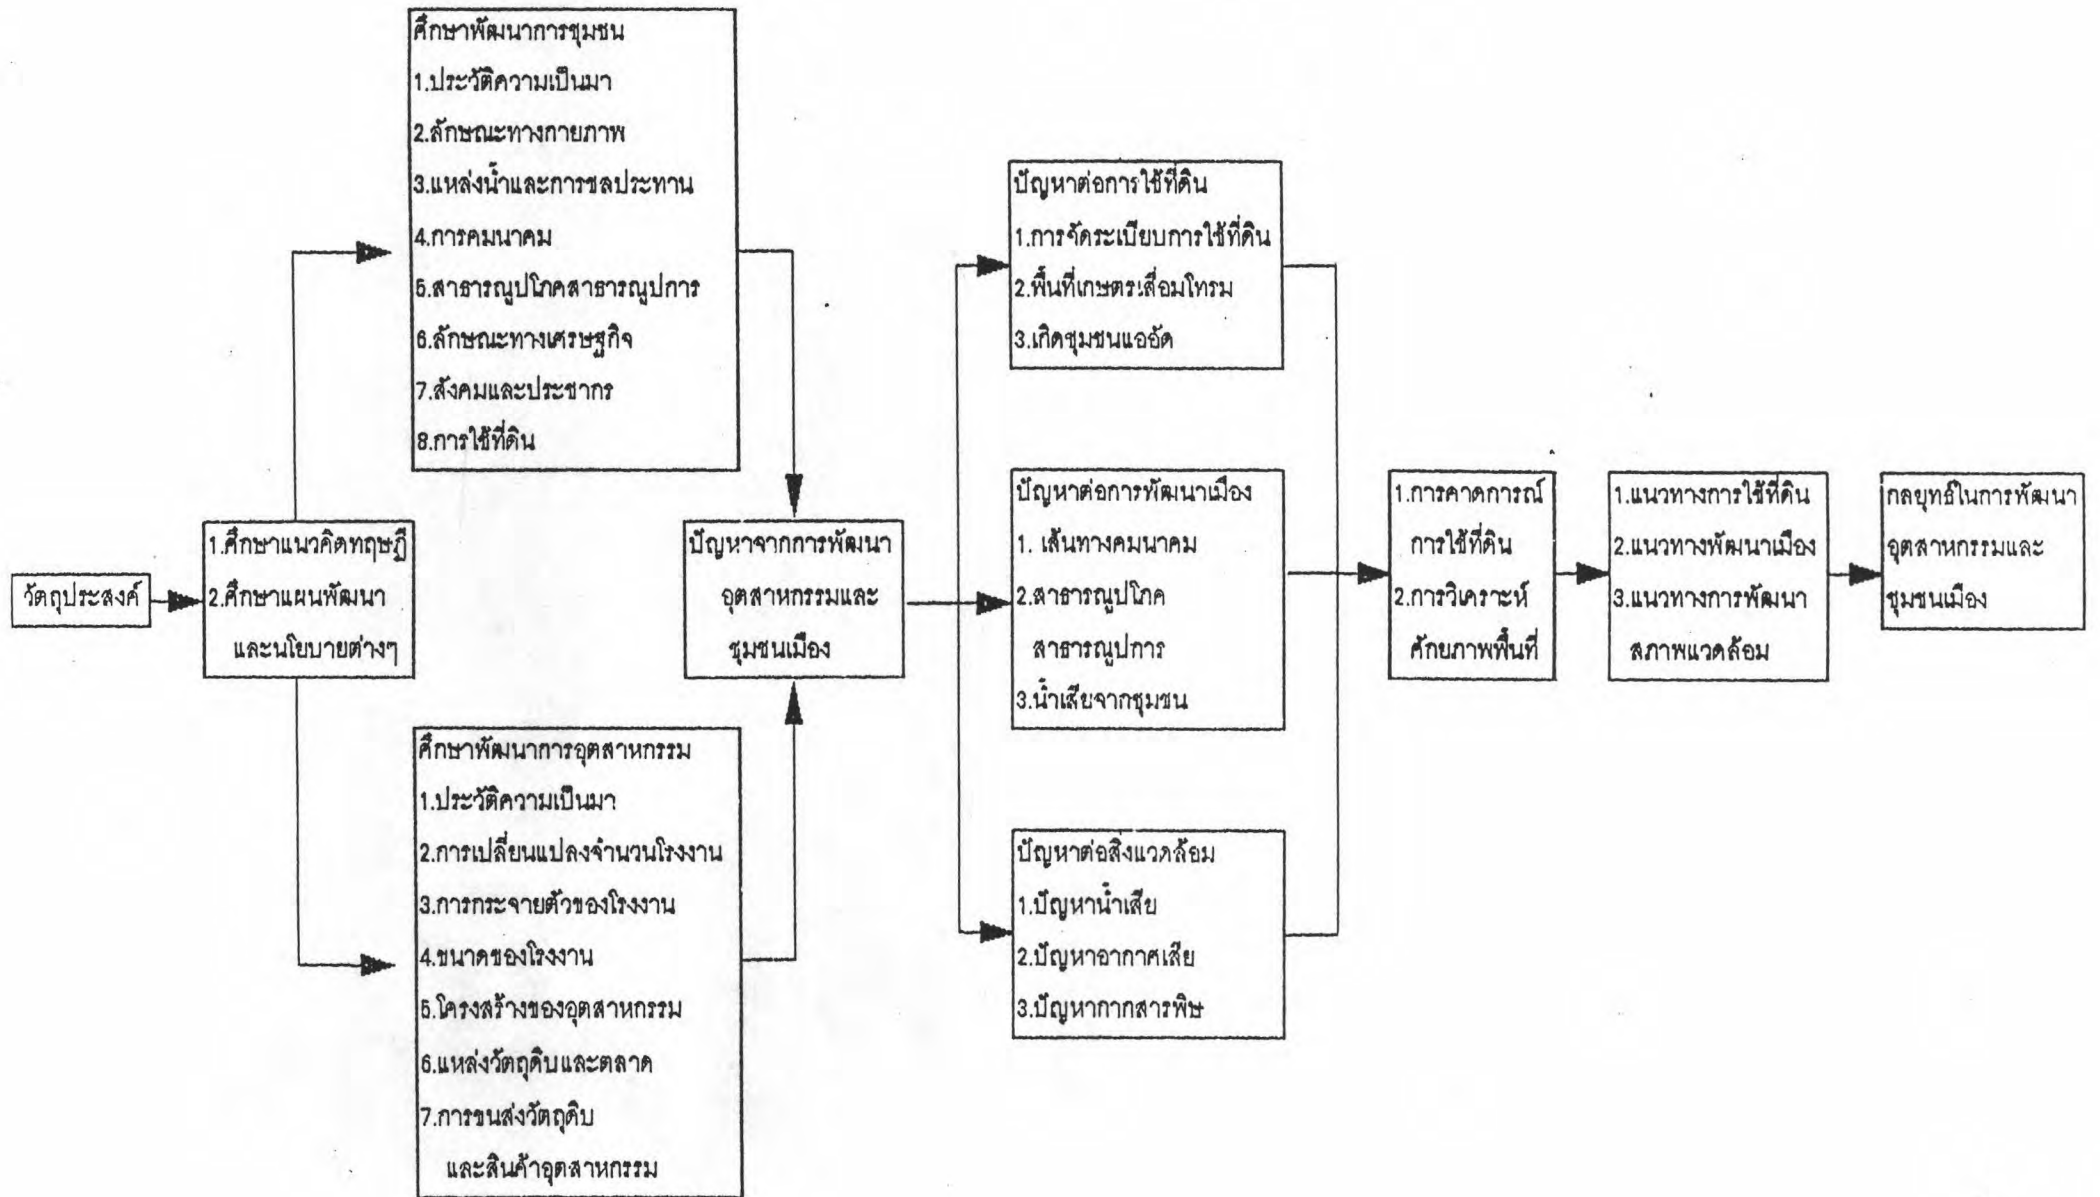 วัตถุประสงค์
1.ศึกษาแนวคิดทฤษฎี
2.ศึกษาแผนพัฒนา
และนโยบายต่างๆ
ศึกษาพัฒนาการชุมชน
1.ประวัติความเป็นมา
2.ลักษณะทางกายภาพ
3.แหล่งน้ำและการชลประทาน
4.การคมนาคม
5.สาธารณูปโภคสาธารณูปการ
6.ลักษณะทางเศรษฐกิจ
7.สังคมและประชากร
8.การใช้ที่ดิน
ศึกษาพัฒนาการอุตสาหกรรม
1.ประวัติความเป็นมา
2.การเปลี่ยนแปลงจำนวนโรงงาน
3.การกระจายตัวของโรงงาน
4.ขนาดของโรงงาน
5.โครงสร้างของอุตสาหกรรม
6.แหล่งวัตถุดิบและตลาด
7.การขนส่งวัตถุดิบ
และสินค้าอุตสาหกรรม
ปัญหาจากการพัฒนา
อุตสาหกรรมและ
ชุมชนเมือง
ปัญหาต่อการใช้ที่ดิน
1.การจัดระเบียบการใช้ที่ดิน
2.พื้นที่เกษตรเสื่อมโทรม
3.เกิดชุมชนแออัด
ปัญหาต่อการพัฒนาเมือง
1. เส้นทางคมนาคม
2.สาธารณูปโภค
สาธารณูปการ
3.น้ำเสียจากชุมชน
ปัญหาต่อสิ่งแวดล้อม
1.ปัญหาน้ำเสีย
2.ปัญหาอากาศเสีย
3.ปัญหากากสารพิษ
1.การคาดการณ์
การใช้ที่ดิน
2.การวิเคราะห์
ศักยภาพพื้นที่
1.แนวทางการใช้ที่ดิน
2.แนวทางพัฒนาเมือง
3.แนวทางการพัฒนา
สภาพแวดล้อม
กลยุทธ์ในการพัฒนา
อุตสาหกรรมและ
ชุมชนเมือง